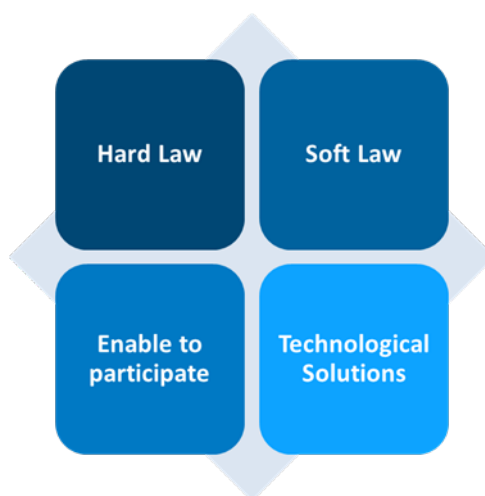 Hard Law
Soft Law
Enable to
participate
Technological
Solutions